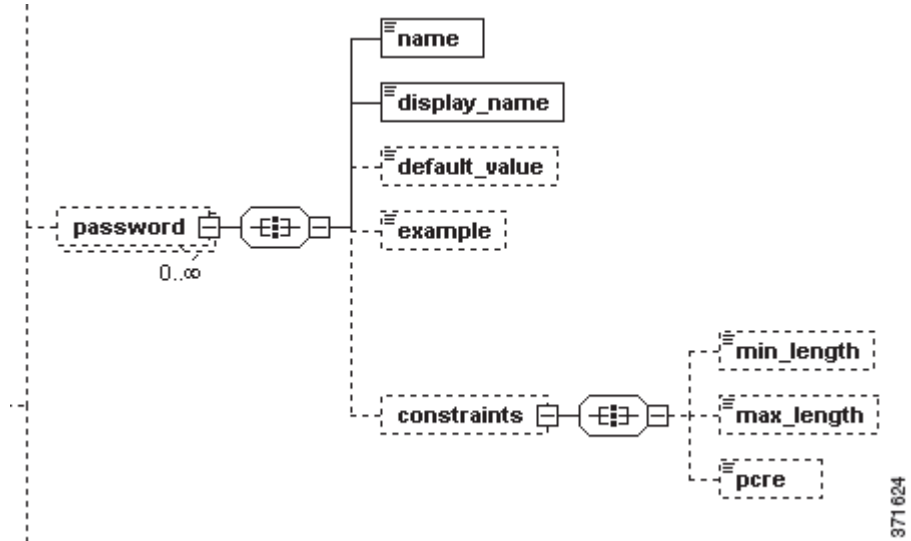 name
display_name
default_value
example
password
0..∞
constraints
min_length
max_length
pcre
371624